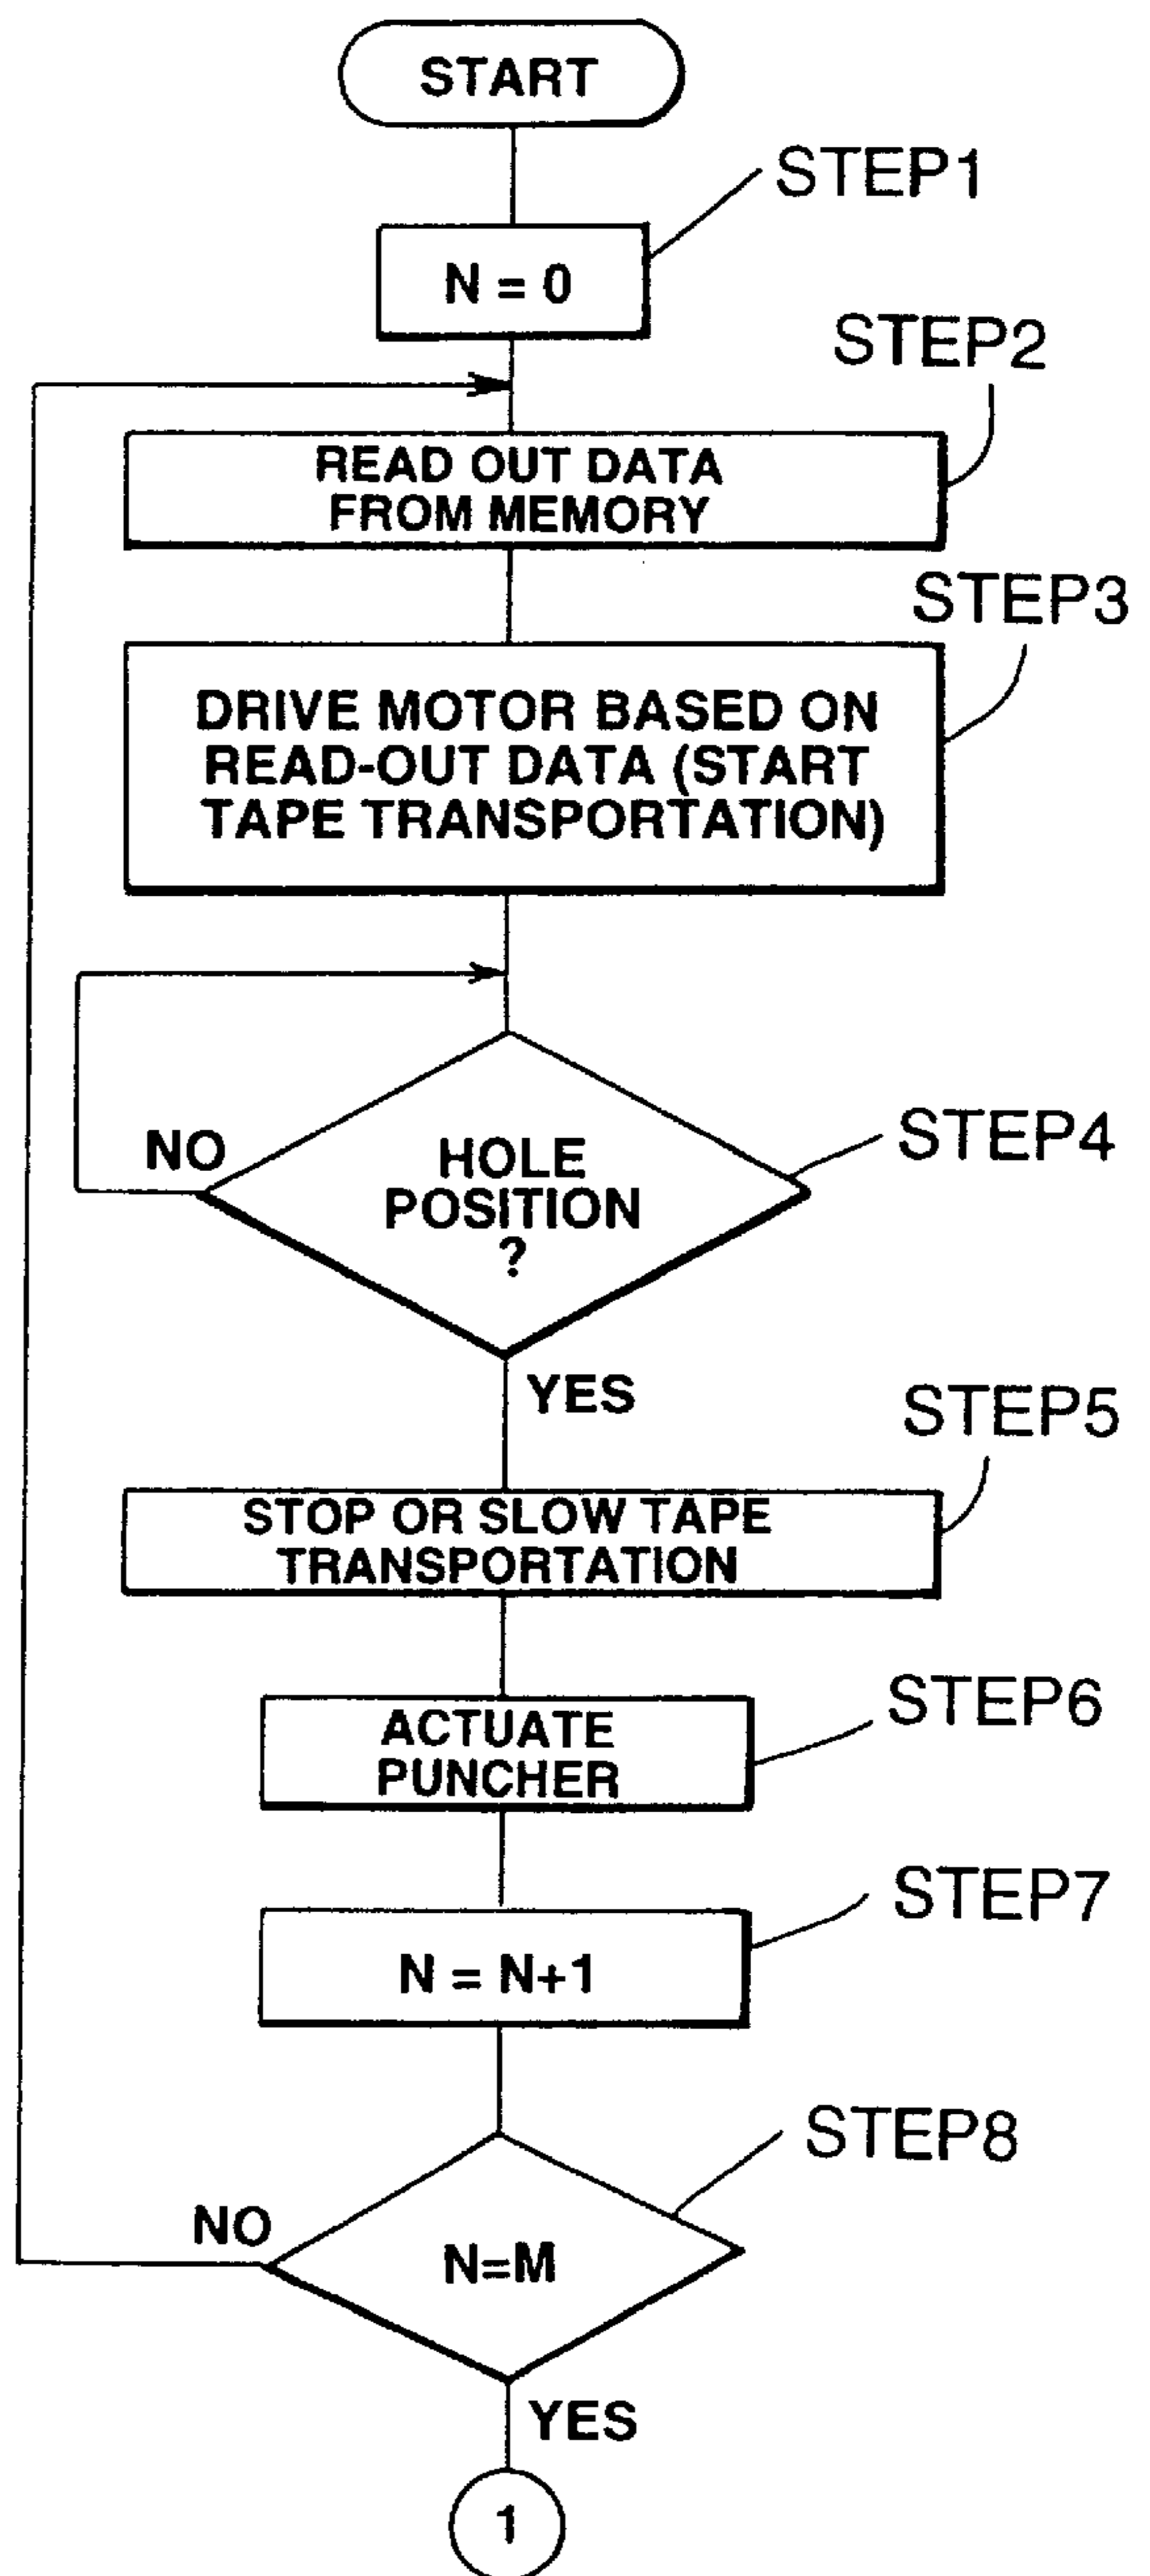 START
STEP1
N = 0
STEP2
READ OUT DATA
FROM MEMORY
STEP3
DRIVE MOTOR BASED ON
READ-OUT DATA (START
TAPE TRANSPORTATION)
NO
HOLE
POSITION
?
STEP4
YES
STEP5
STOP OR SLOW TAPE
TRANSPORTATION
STEP6
ACTUATE
PUNCHER
STEP7
N = N+1
STEP8
NO
N=M
YES
1